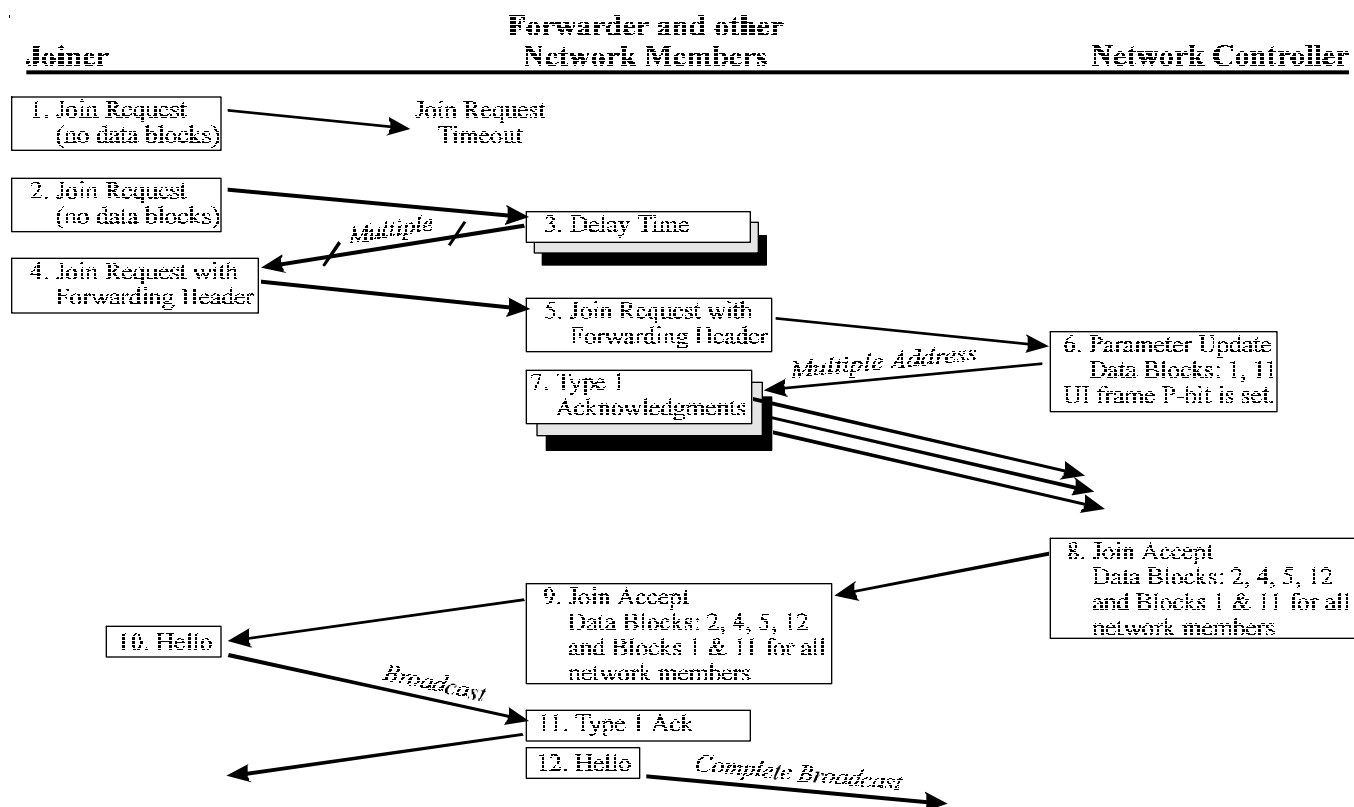 Forwarder and other
Joiner
Network Members
Network Controller
1. Join Request
(no data blocks)
Join Request
Timeout
2. Join Request
(no data blocks)
Multiple
3. Delay Time
4. Join Request with
Forwarding Header
5. Join Request with
Forwarding Header
6. Parameter Update
Data Blocks: 1, 11
UI frame P-bit is set.
Multiple Address
7. Type 1
Acknowledgments
8. Join Accept
Data Blocks: 2, 4, 5, 12
and Blocks 1 & 11 for all
network members
9. Join Accept
Data Blocks: 2, 4, 5, 12
and Blocks 1 & 11 for all
network members
10. Hello
Broadcast
11. Type 1 Ack
12. Hello
Complete Broadcast